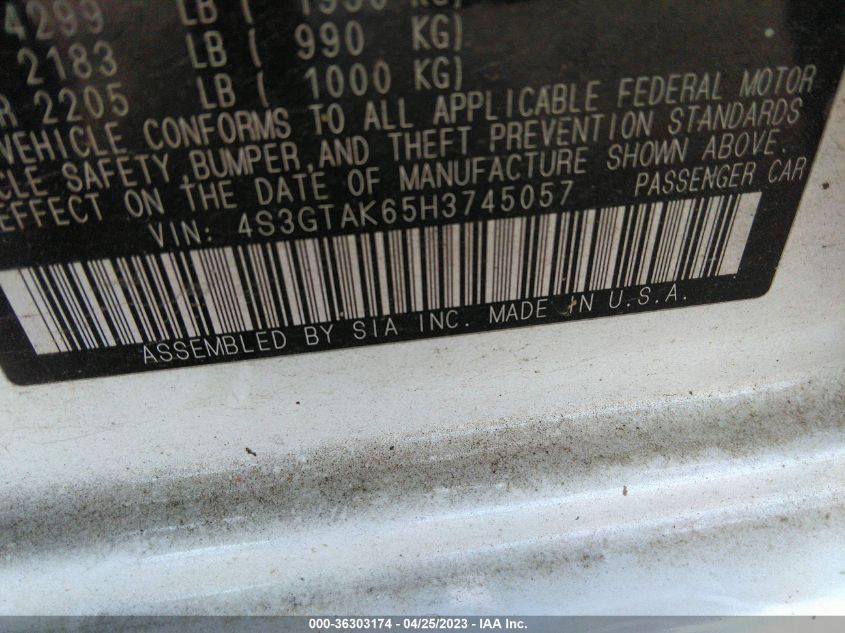 4299 LB ( 1950 KG)
2183 LB ( 990 KG)
R 2205 LB ( 1000 KG)
VEHICLE CONFORMS TO ALL APPLICABLE FEDERAL MOTOR
CLE SAFETY,BUMPER,AND THEFT PREVENTION STANDARDS
EFFECT ON THE DATE OF MANUFACTURE SHOWN ABOVE.
VIN: 4S3GTAK65H3745057 PASSENGER CAR
ASSEMBLED BY SIA INC. MADE IN U.S.A.
000-36303174 - 04/25/2023 - IAA Inc.